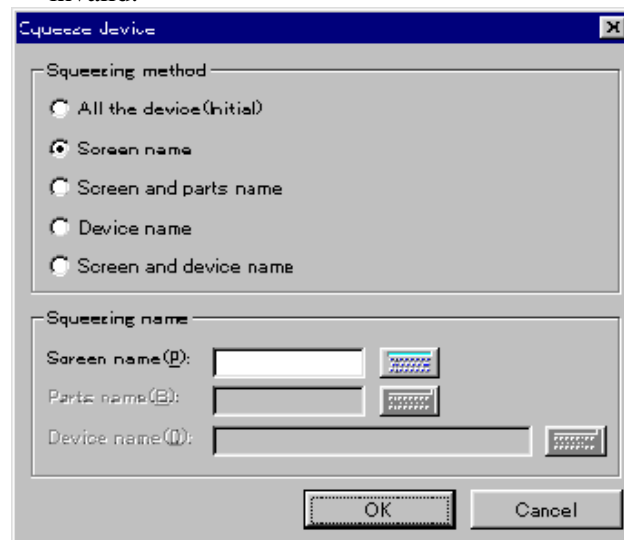 invalid.
Squeeze device
Squeezing method
All the device(Initial)
Screen name
Screen and parts name
Device name
Screen and device name
Squeezing name
Screen name(P):
Parts name(B):
Device name(D):
OK Cancel